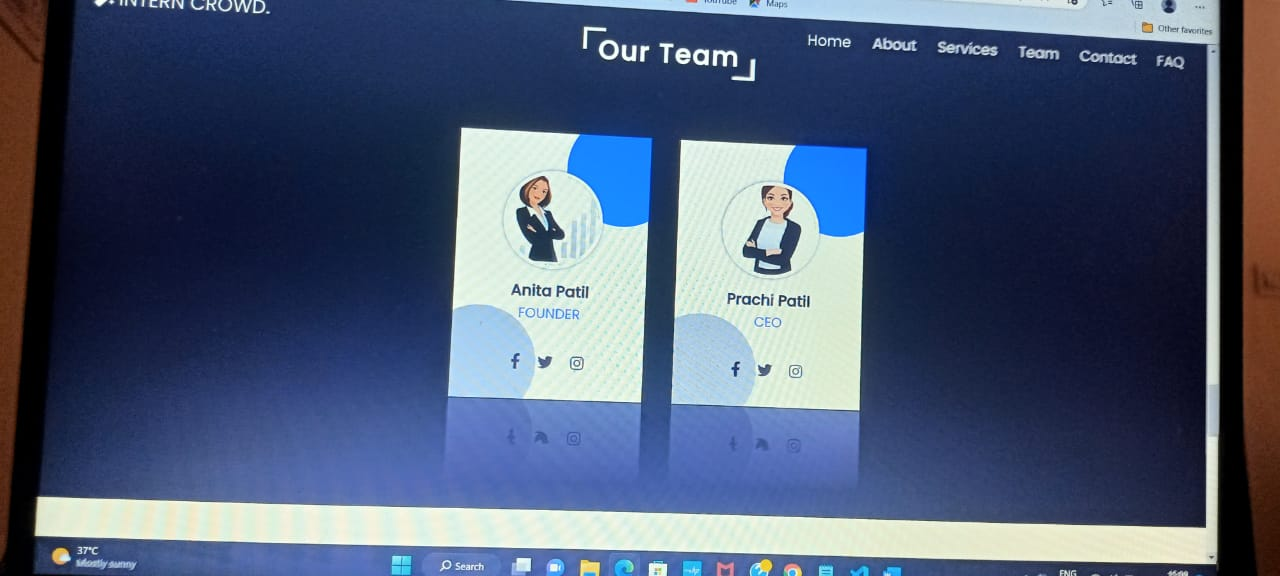 INTERN CROWD.
YouTube
Maps
Other favorites
Our Team
Home About Services Team Contact FAQ
Anita Patil
FOUNDER
Prachi Patil
CEO
37°C
Mostly sunny
Search
ENG